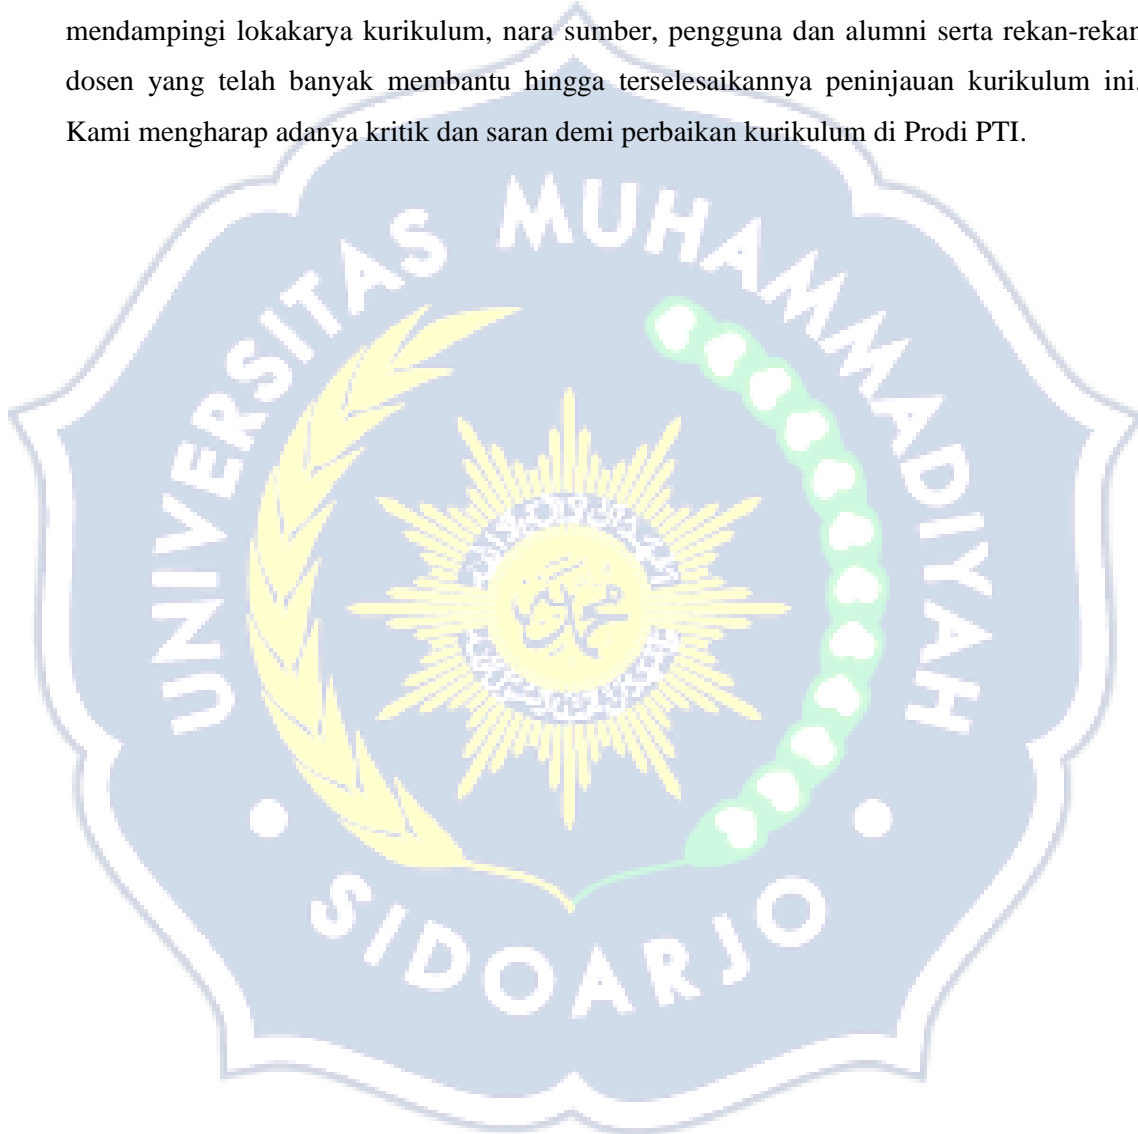 mendampingi lokakarya kurikulum, nara sumber, pengguna dan alumni serta rekan-rekan
dosen yang telah banyak membantu hingga terselesaikannya peninjauan kurikulum ini.
Kami mengharap adanya kritik dan saran demi perbaikan kurikulum di Prodi PTI.
UNIVERSITAS MUHAMMADIYAH
محمد
SIDOARJO